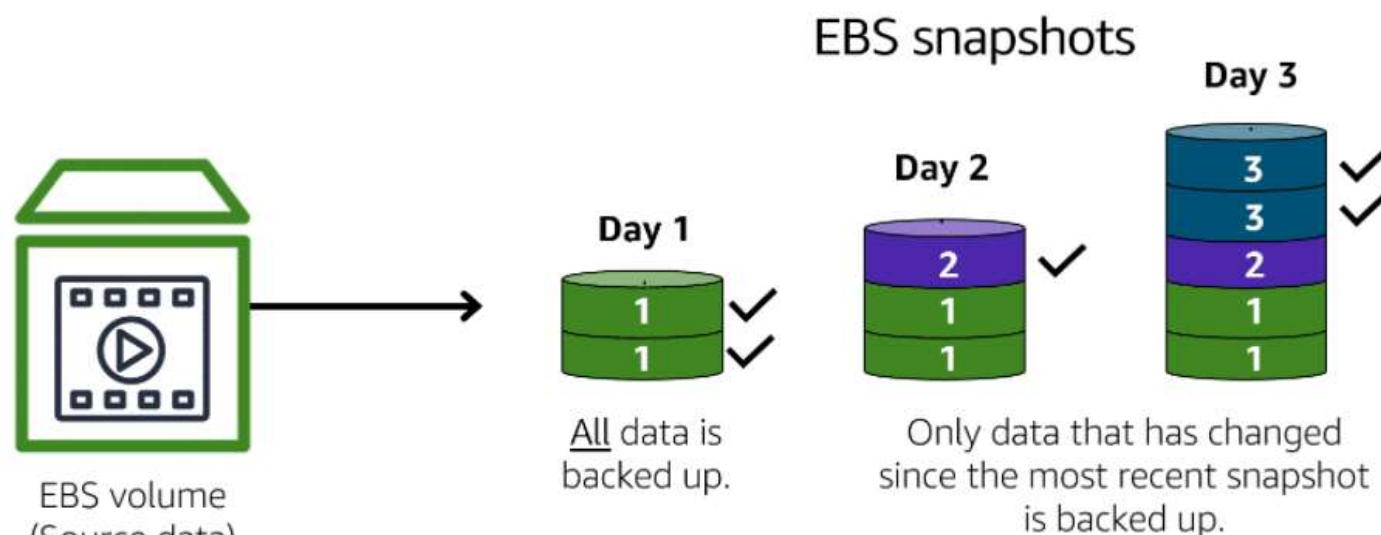 EBS snapshots
Day 1
Day 2
Day 3
1
1
2
1
1
3
3
2
1
1
All data is
backed up.
Only data that has changed
since the most recent snapshot
is backed up.
EBS volume
(Source data)